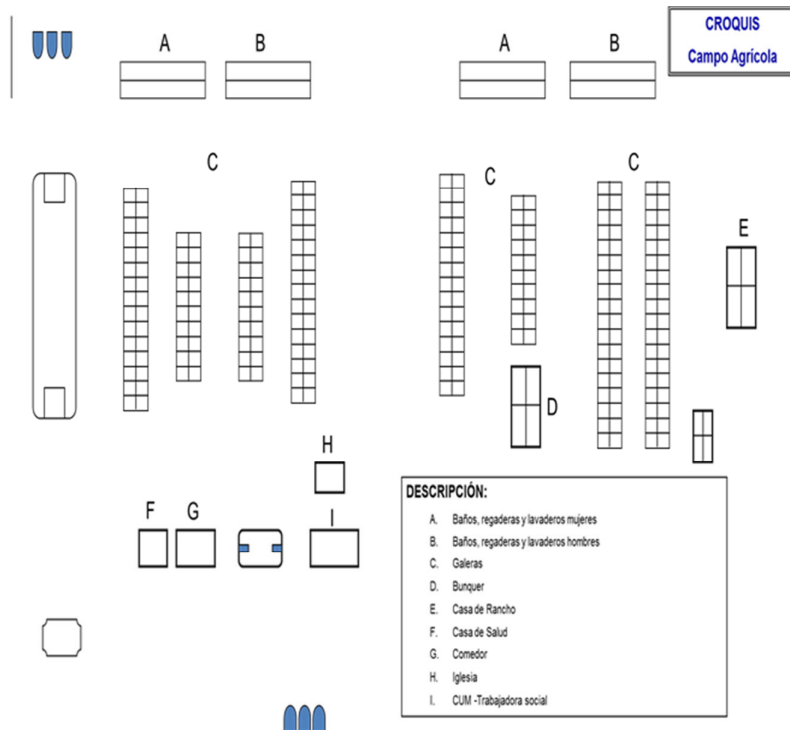 CROQUIS
Campo Agrícola
A
B
A
B
C
C
C
E
D
H
F
G
I
DESCRIPCIÓN:
A. Baños, regaderas y lavaderos mujeres
B. Baños, regaderas y lavaderos hombres
C. Galeras
D. Bunquer
E. Casa de Rancho
F. Casa de Salud
G. Comedor
H. Iglesia
I. CUM -Trabajadora social